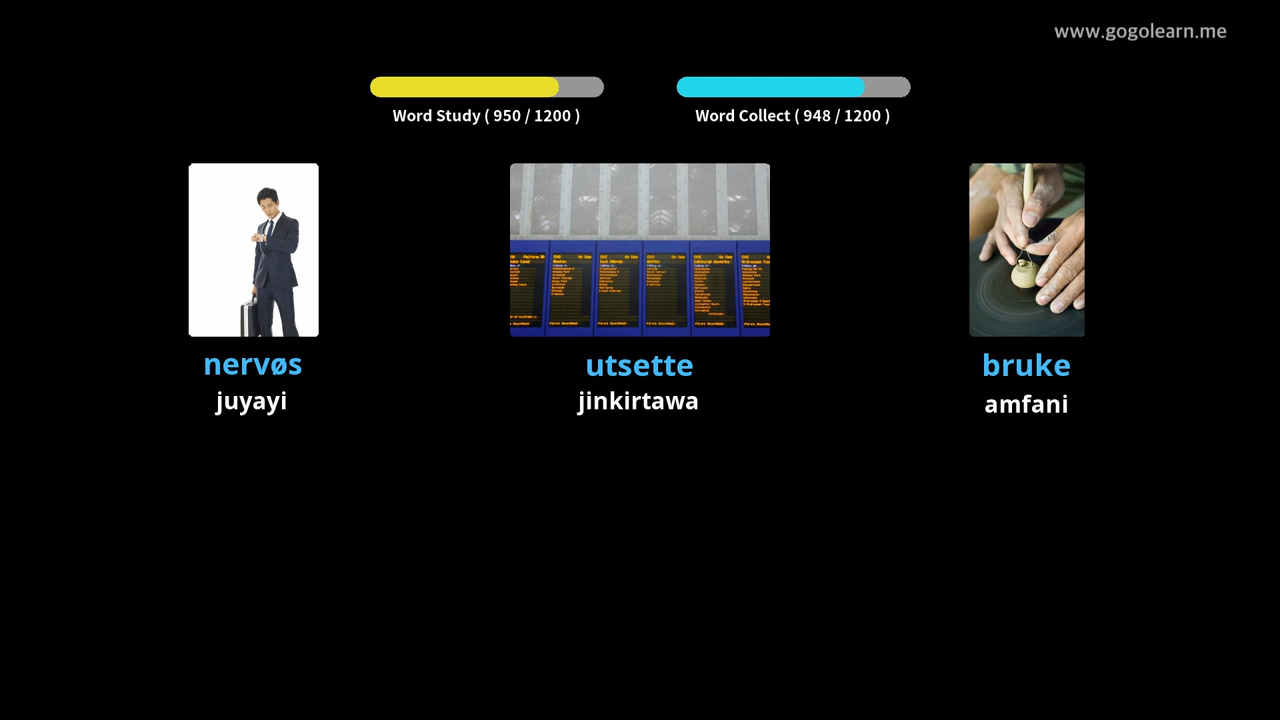 www.gogolearn.me
Word Study ( 950 / 1200 )
Word Collect ( 948 / 1200 )
nervøs
utsette
bruke
juyayi
jinkirtawa
amfani